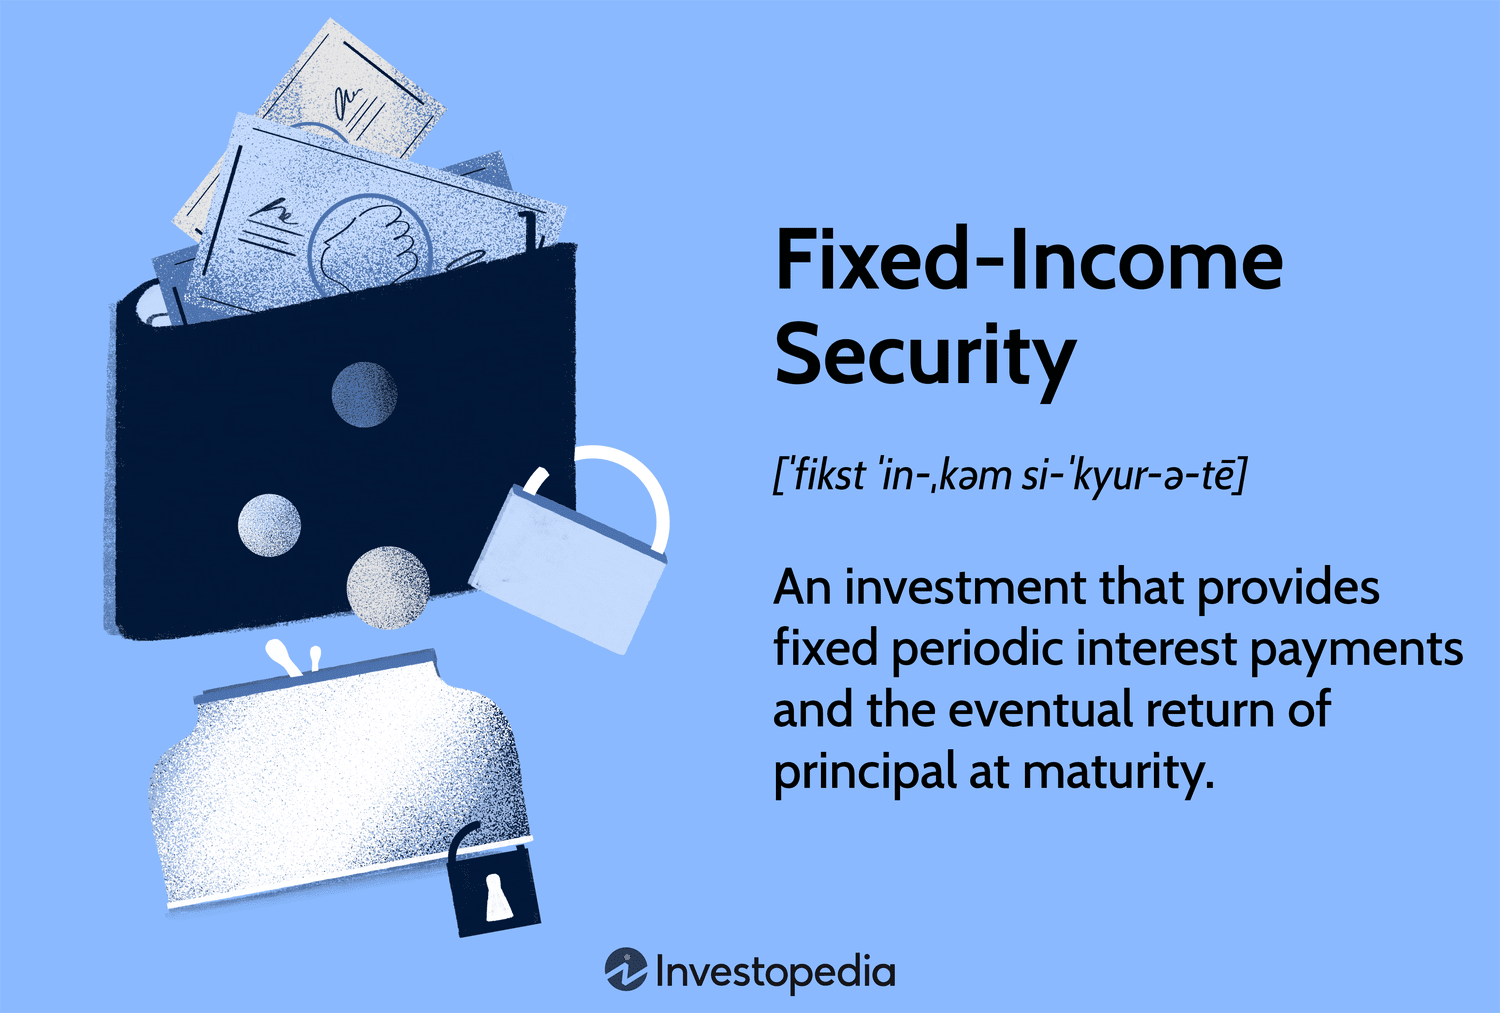 Fixed-Income
Security
[ˈfikst ˈin-ˌkəm si-ˈkyur-ə-tē]
An investment that provides
fixed periodic interest payments
and the eventual return of
principal at maturity.
Investopedia